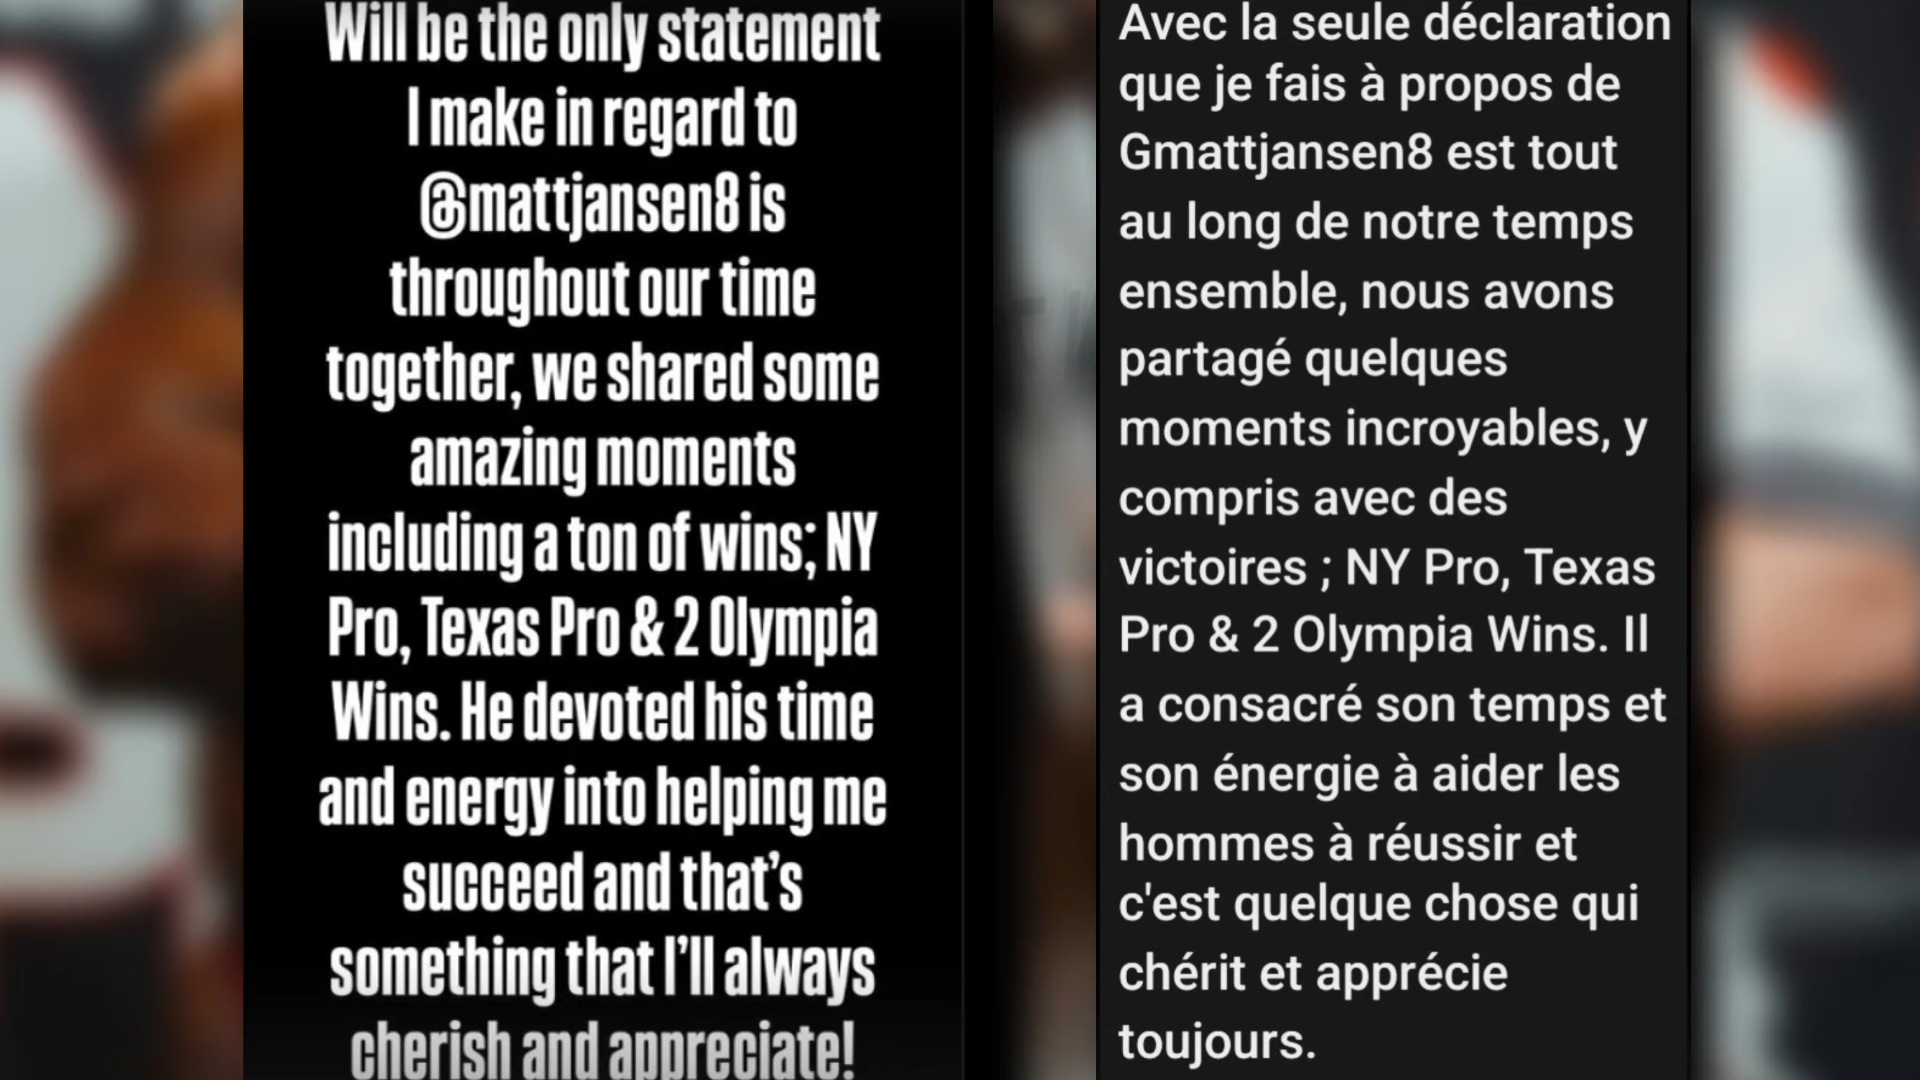 Will be the only statement
I make in regard to
@mattjansen8 is
throughout our time
together, we shared some
amazing moments
including a ton of wins; NY
Pro, Texas Pro & 2 Olympia
Wins. He devoted his time
and energy into helping me
succeed and that's
something that I'll always
cherish and appreciate!
Avec la seule déclaration
que je fais à propos de
Gmattjansen8 est tout
au long de notre temps
ensemble, nous avons
partagé quelques
moments incroyables, y
compris avec des
victoires ; NY Pro, Texas
Pro & 2 Olympia Wins. Il
a consacré son temps et
son énergie à aider les
hommes à réussir et
c'est quelque chose qui
chérit et apprécie
toujours.